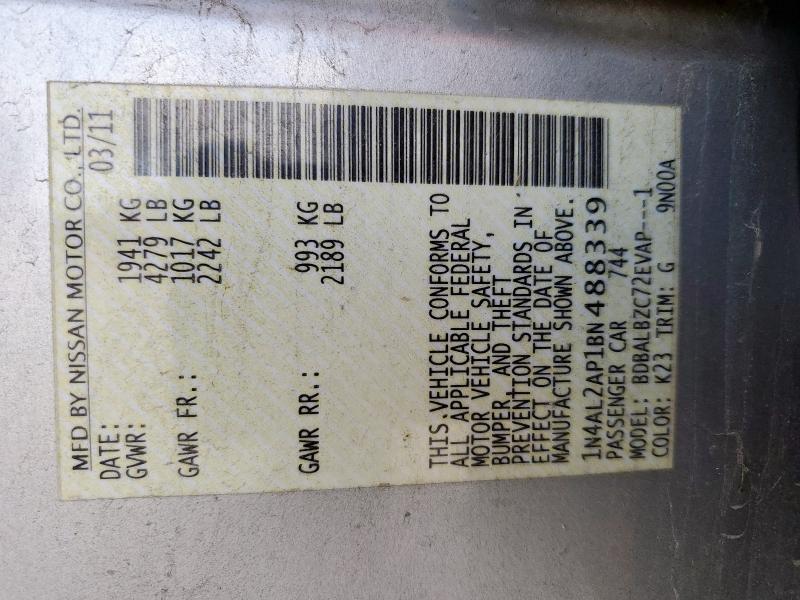 MFD BY NISSAN MOTOR CO., LTD.
DATE: 03/11
GVWR: 1941 KG
4279 LB
GAWR FR.: 1017 KG
2242 LB
GAWR RR.: 993 KG
2189 LB
THIS VEHICLE CONFORMS TO
ALL APPLICABLE FEDERAL
MOTOR VEHICLE SAFETY,
BUMPER, AND THEFT
PREVENTION STANDARDS IN
EFFECT ON THE DATE OF
MANUFACTURE SHOWN ABOVE.
1N4AL2AP1BN488339
PASSENGER CAR 744
MODEL: BDBALBZC72EVAP---1
COLOR: K23 TRIM: G 9N00A